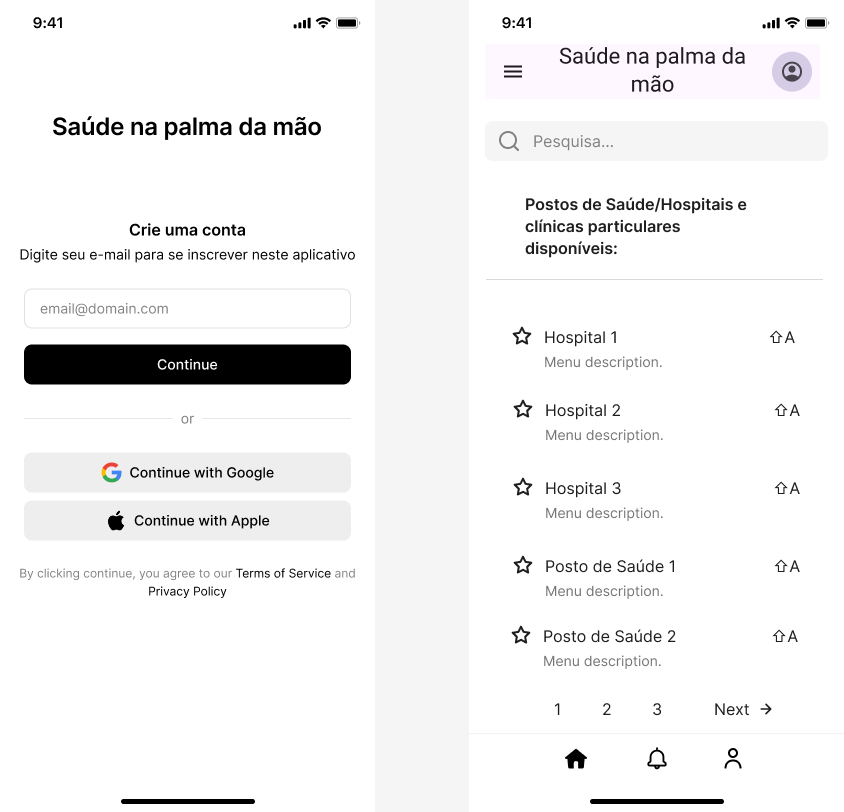 9:41
Saúde na palma da mão
Crie uma conta
Digite seu e-mail para se inscrever neste aplicativo
email@domain.com
Continue
or
Continue with Google
Continue with Apple
By clicking continue, you agree to our Terms of Service and
Privacy Policy
9:41
Saúde na palma da
mão
Pesquisa...
Postos de Saúde/Hospitais e
clínicas particulares
disponíveis:
Hospital 1 ⇧A
Menu description.
Hospital 2 ⇧A
Menu description.
Hospital 3 ⇧A
Menu description.
Posto de Saúde 1 ⇧A
Menu description.
Posto de Saúde 2 ⇧A
Menu description.
1 2 3 Next →